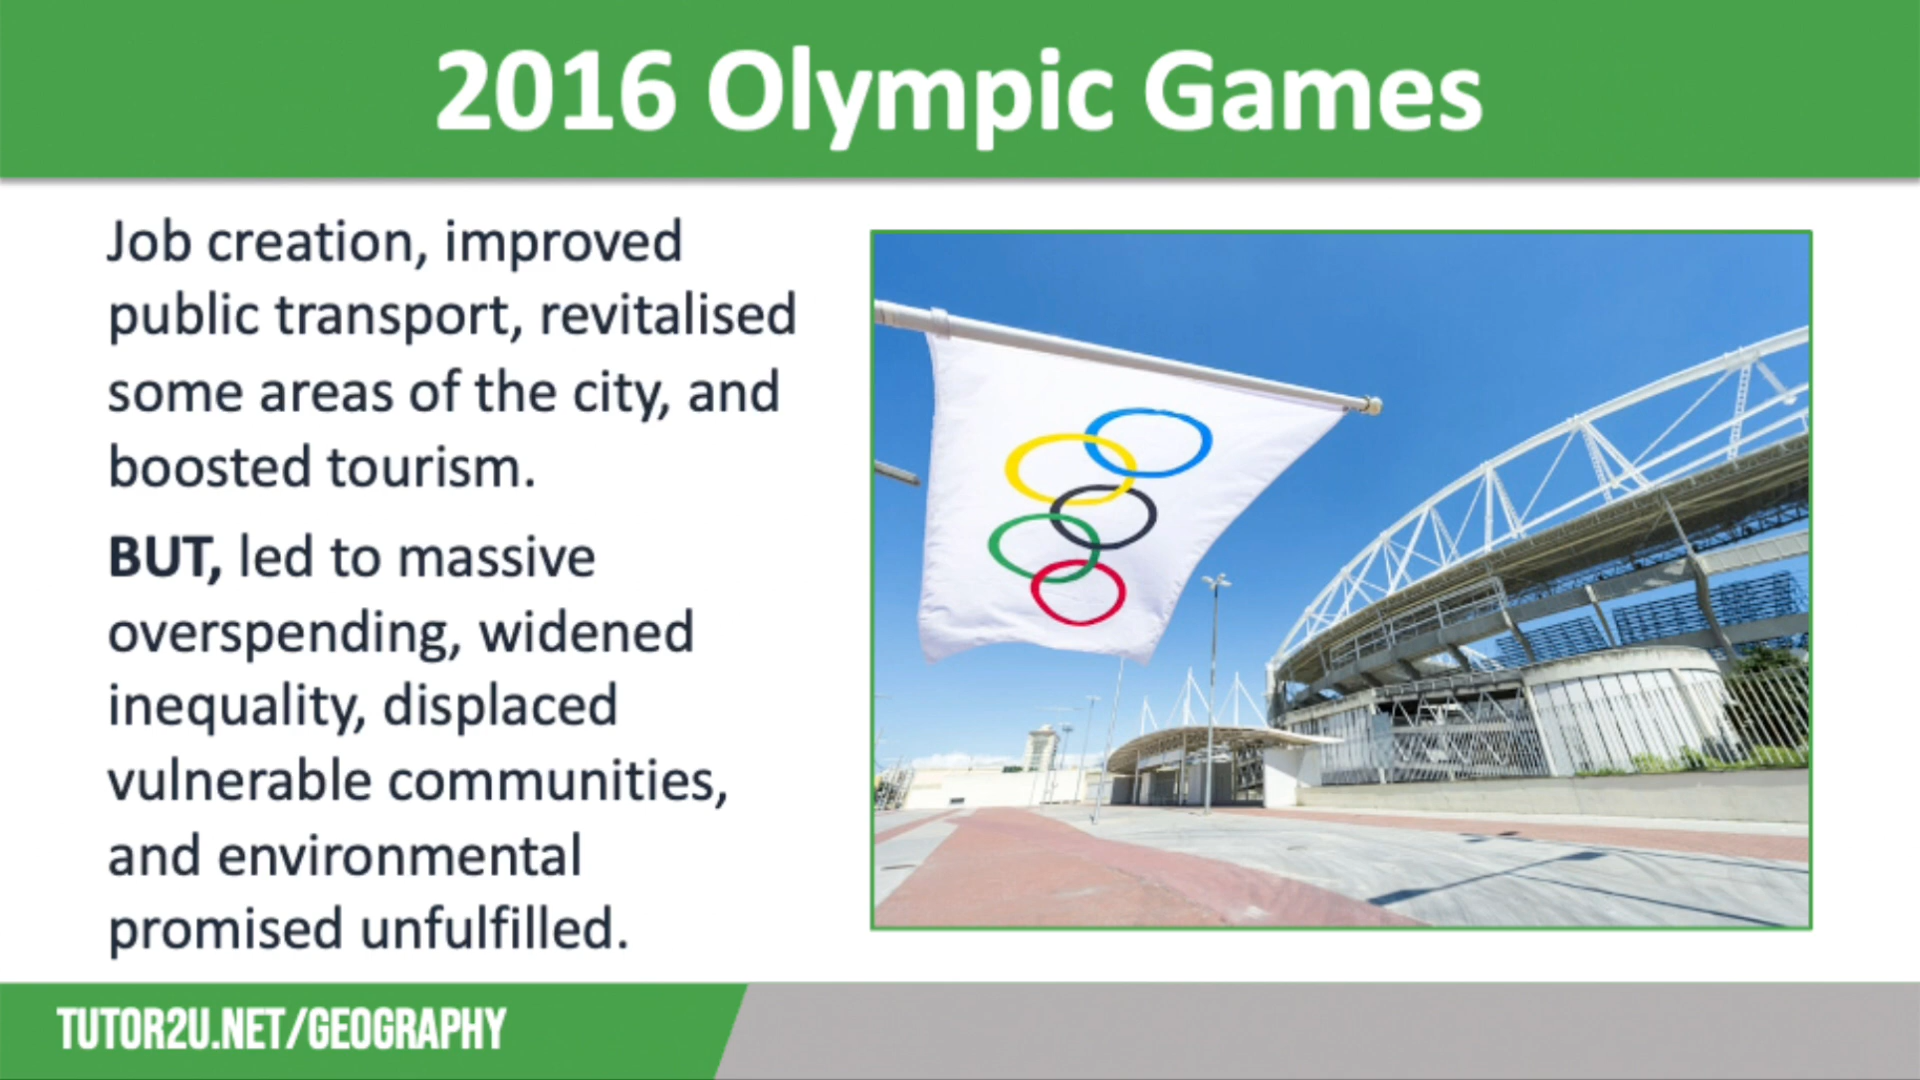 2016 Olympic Games
Job creation, improved
public transport, revitalised
some areas of the city, and
boosted tourism.
BUT, led to massive
overspending, widened
inequality, displaced
vulnerable communities,
and environmental
promised unfulfilled.
TUTOR2U.NET/GEOGRAPHY